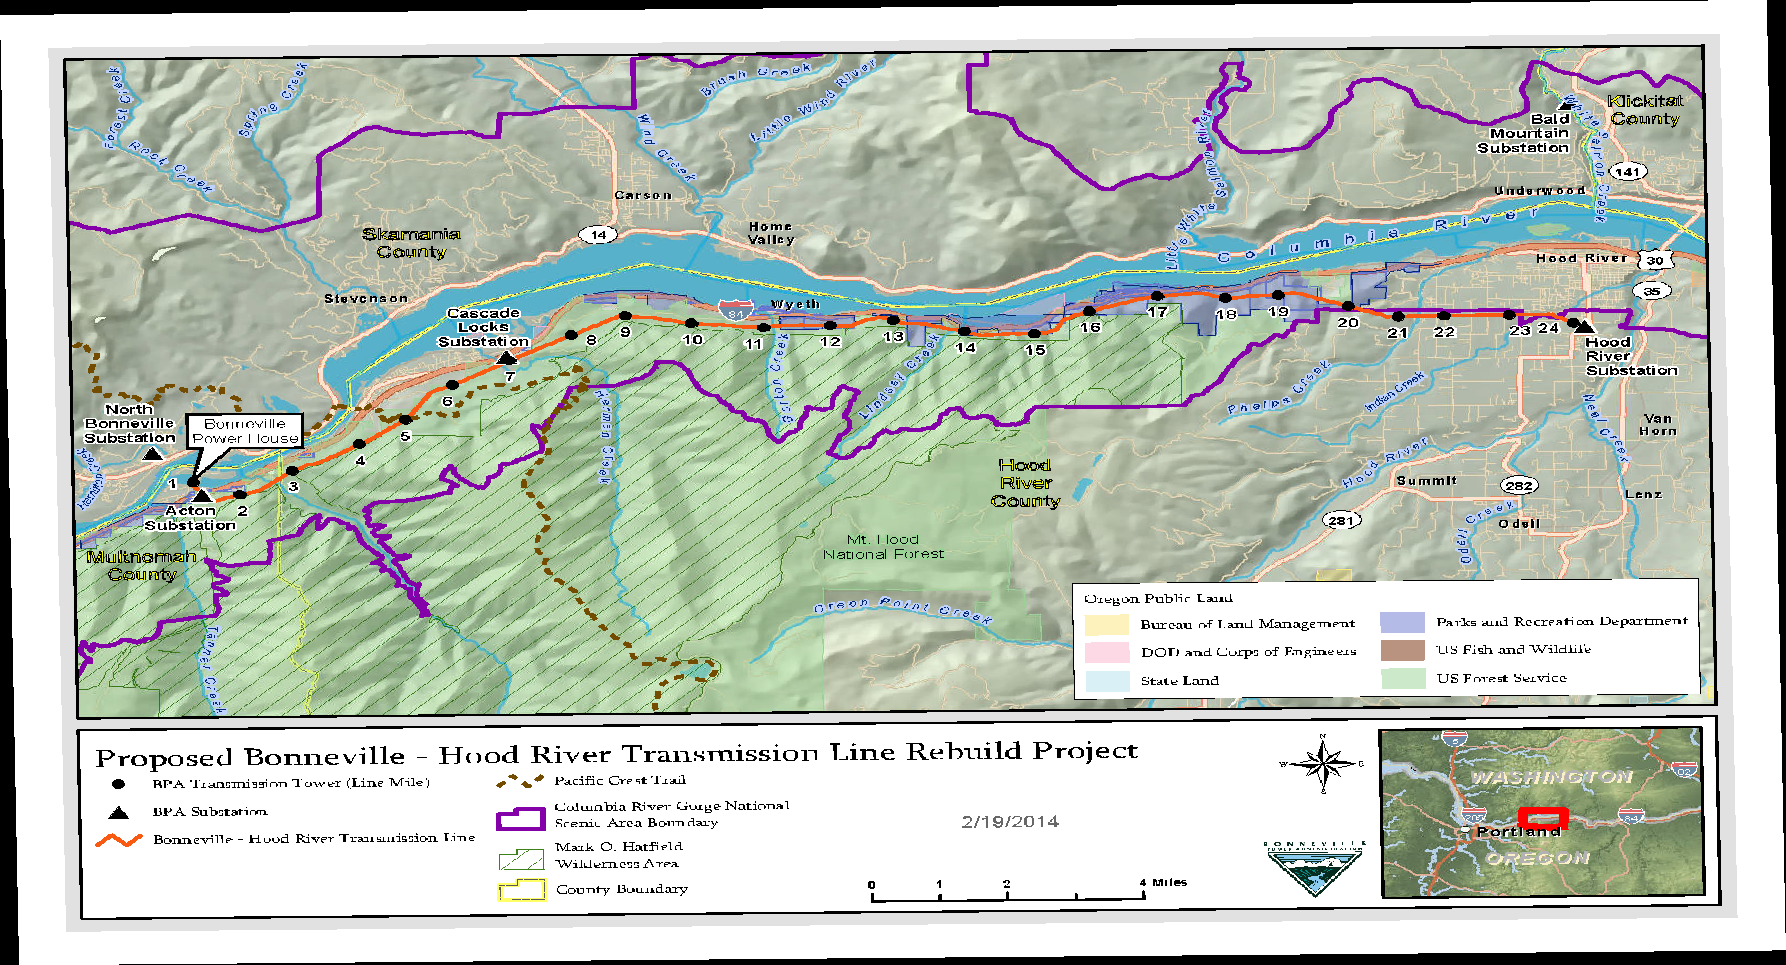 Forest Creek
Spring Creek
Rock Creek
Brush Creek
Little Wind River
Wind Creek
Carson
Skamania
County
14
Home
Valley
Stevenson
Little White Salmon River
Bald
Mountain
Substation
White Salmon Creek
Klickitat
County
141
Underwood
Columbia River
Hood River
30
35
Cascade
Locks
Substation
84
Wyeth
1
2
3
4
5
6
7
8
9
10
11
12
13
14
15
16
17
18
19
20
21
22
23
24
Hood
River
Substation
North
Bonneville
Substation
Bonneville
Power House
Acton
Substation
Multnomah
County
Herman Creek
Gorton Creek
Lindsey Creek
Phelps Creek
Indian Creek
Neal Creek
Van
Horn
Hood River
Summit
282
Lenz
281
Odell
Odell Creek
Hood
River
County
Mt. Hood
National Forest
Green Point Creek
Tanner Creek
Oregon Public Land
Bureau of Land Management
DOD and Corps of Engineers
State Land
Parks and Recreation Department
US Fish and Wildlife
US Forest Service
Proposed Bonneville - Hood River Transmission Line Rebuild Project
BPA Transmission Tower (Line Mile)
BPA Substation
Bonneville - Hood River Transmission Line
Pacific Crest Trail
Columbia River Gorge National
Scenic Area Boundary
Mark O. Hatfield
Wilderness Area
County Boundary
2/19/2014
0 1 2 4 Miles
N
W E
S
BONNEVILLE
POWER ADMINISTRATION
5
WASHINGTON
82
205
84
Portland
OREGON